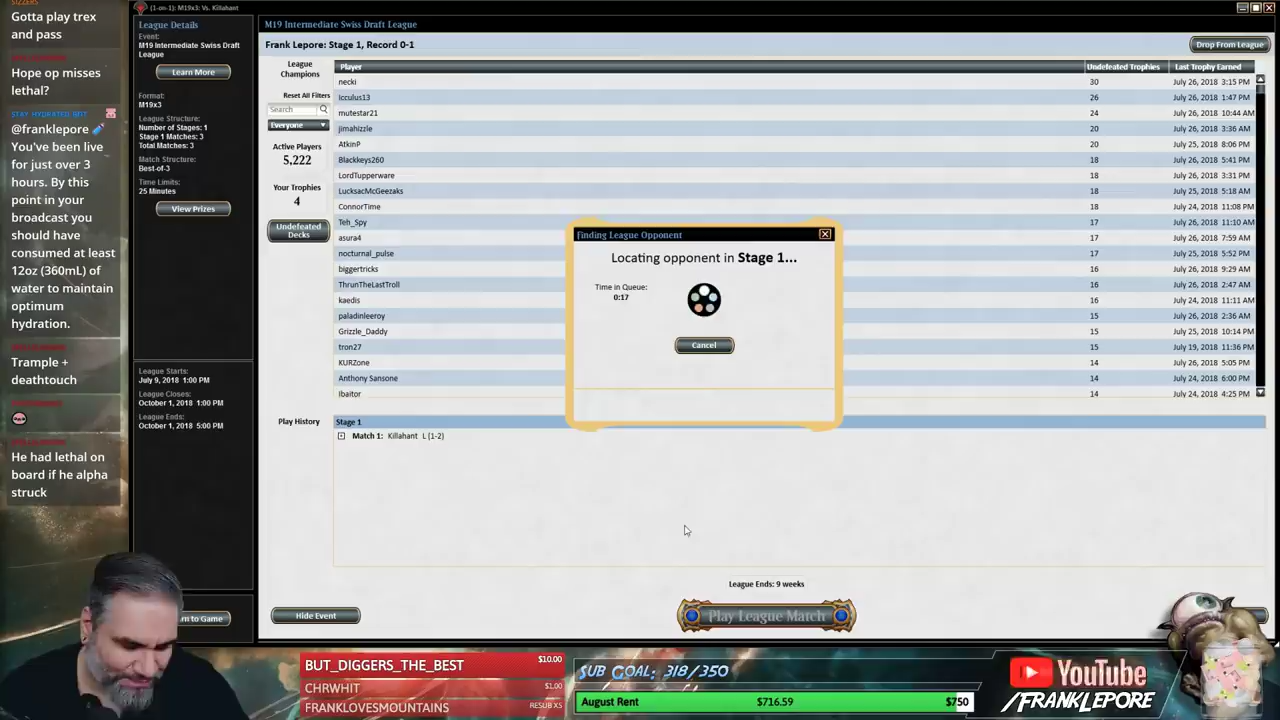 SIZZERS
Gotta play trex
and pass
Hope op misses
lethal?
STAY HYDRATED BOT
@franklepore
You've been live
for just over 3
hours. By this
point in your
broadcast you
should have
consumed at least
12oz (360mL) of
water to maintain
optimum
hydration.
Trample +
deathtouch
He had lethal on
board if he alpha
struck
(1-on-1): M19x3: Vs. Killahant
League Details
Event:
M19 Intermediate Swiss Draft
League
Learn More
Format:
M19x3
League Structure:
Number of Stages: 1
Stage 1 Matches: 3
Total Matches: 3
Match Structure:
Best-of-3
Time Limits:
25 Minutes
View Prizes
League Starts:
July 9, 2018 1:00 PM
League Closes:
October 1, 2018 1:00 PM
League Ends:
October 1, 2018 5:00 PM
rn to Game
M19 Intermediate Swiss Draft League
Frank Lepore: Stage 1, Record 0-1
Drop From League
League
Champions
Reset All Filters
Search
Everyone
Active Players
5,222
Your Trophies
4
Undefeated
Decks
Player Undefeated Trophies Last Trophy Earned
necki 30 July 26, 2018 3:15 PM
Icculus13 26 July 26, 2018 1:47 PM
mutestar21 24 July 26, 2018 10:44 AM
jimahizzle 20 July 26, 2018 3:36 AM
AtkinP 20 July 25, 2018 8:06 PM
Blackkeys260 18 July 26, 2018 5:41 PM
LordTupperware 18 July 26, 2018 3:31 PM
LucksacMcGeezaks 18 July 25, 2018 5:18 AM
ConnorTime 18 July 24, 2018 11:08 PM
Teh_Spy 17 July 26, 2018 11:10 AM
asura4 17 July 26, 2018 7:59 AM
nocturnal_pulse 17 July 25, 2018 5:52 PM
biggertricks 16 July 26, 2018 9:29 AM
ThrunTheLastTroll 16 July 26, 2018 2:47 AM
kaedis 16 July 24, 2018 11:11 AM
paladinleeroy 15 July 26, 2018 2:36 AM
Grizzle_Daddy 15 July 25, 2018 10:14 PM
tron27 15 July 19, 2018 11:36 PM
KURZone 14 July 26, 2018 5:05 PM
Anthony Sansone 14 July 24, 2018 6:00 PM
lbaitor 14 July 24, 2018 4:25 PM
Finding League Opponent
Locating opponent in Stage 1...
Time in Queue:
0:17
Cancel
Play History
Stage 1
Match 1: Killahant L (1-2)
League Ends: 9 weeks
Hide Event
Play League Match
BUT_DIGGERS_THE_BEST $10.00
CHRWHIT $1.00
FRANKLOVESMOUNTAINS RESUB X5
SUB GOAL: 318/350
August Rent $716.59 $750
YouTube
/FRANKLEPORE